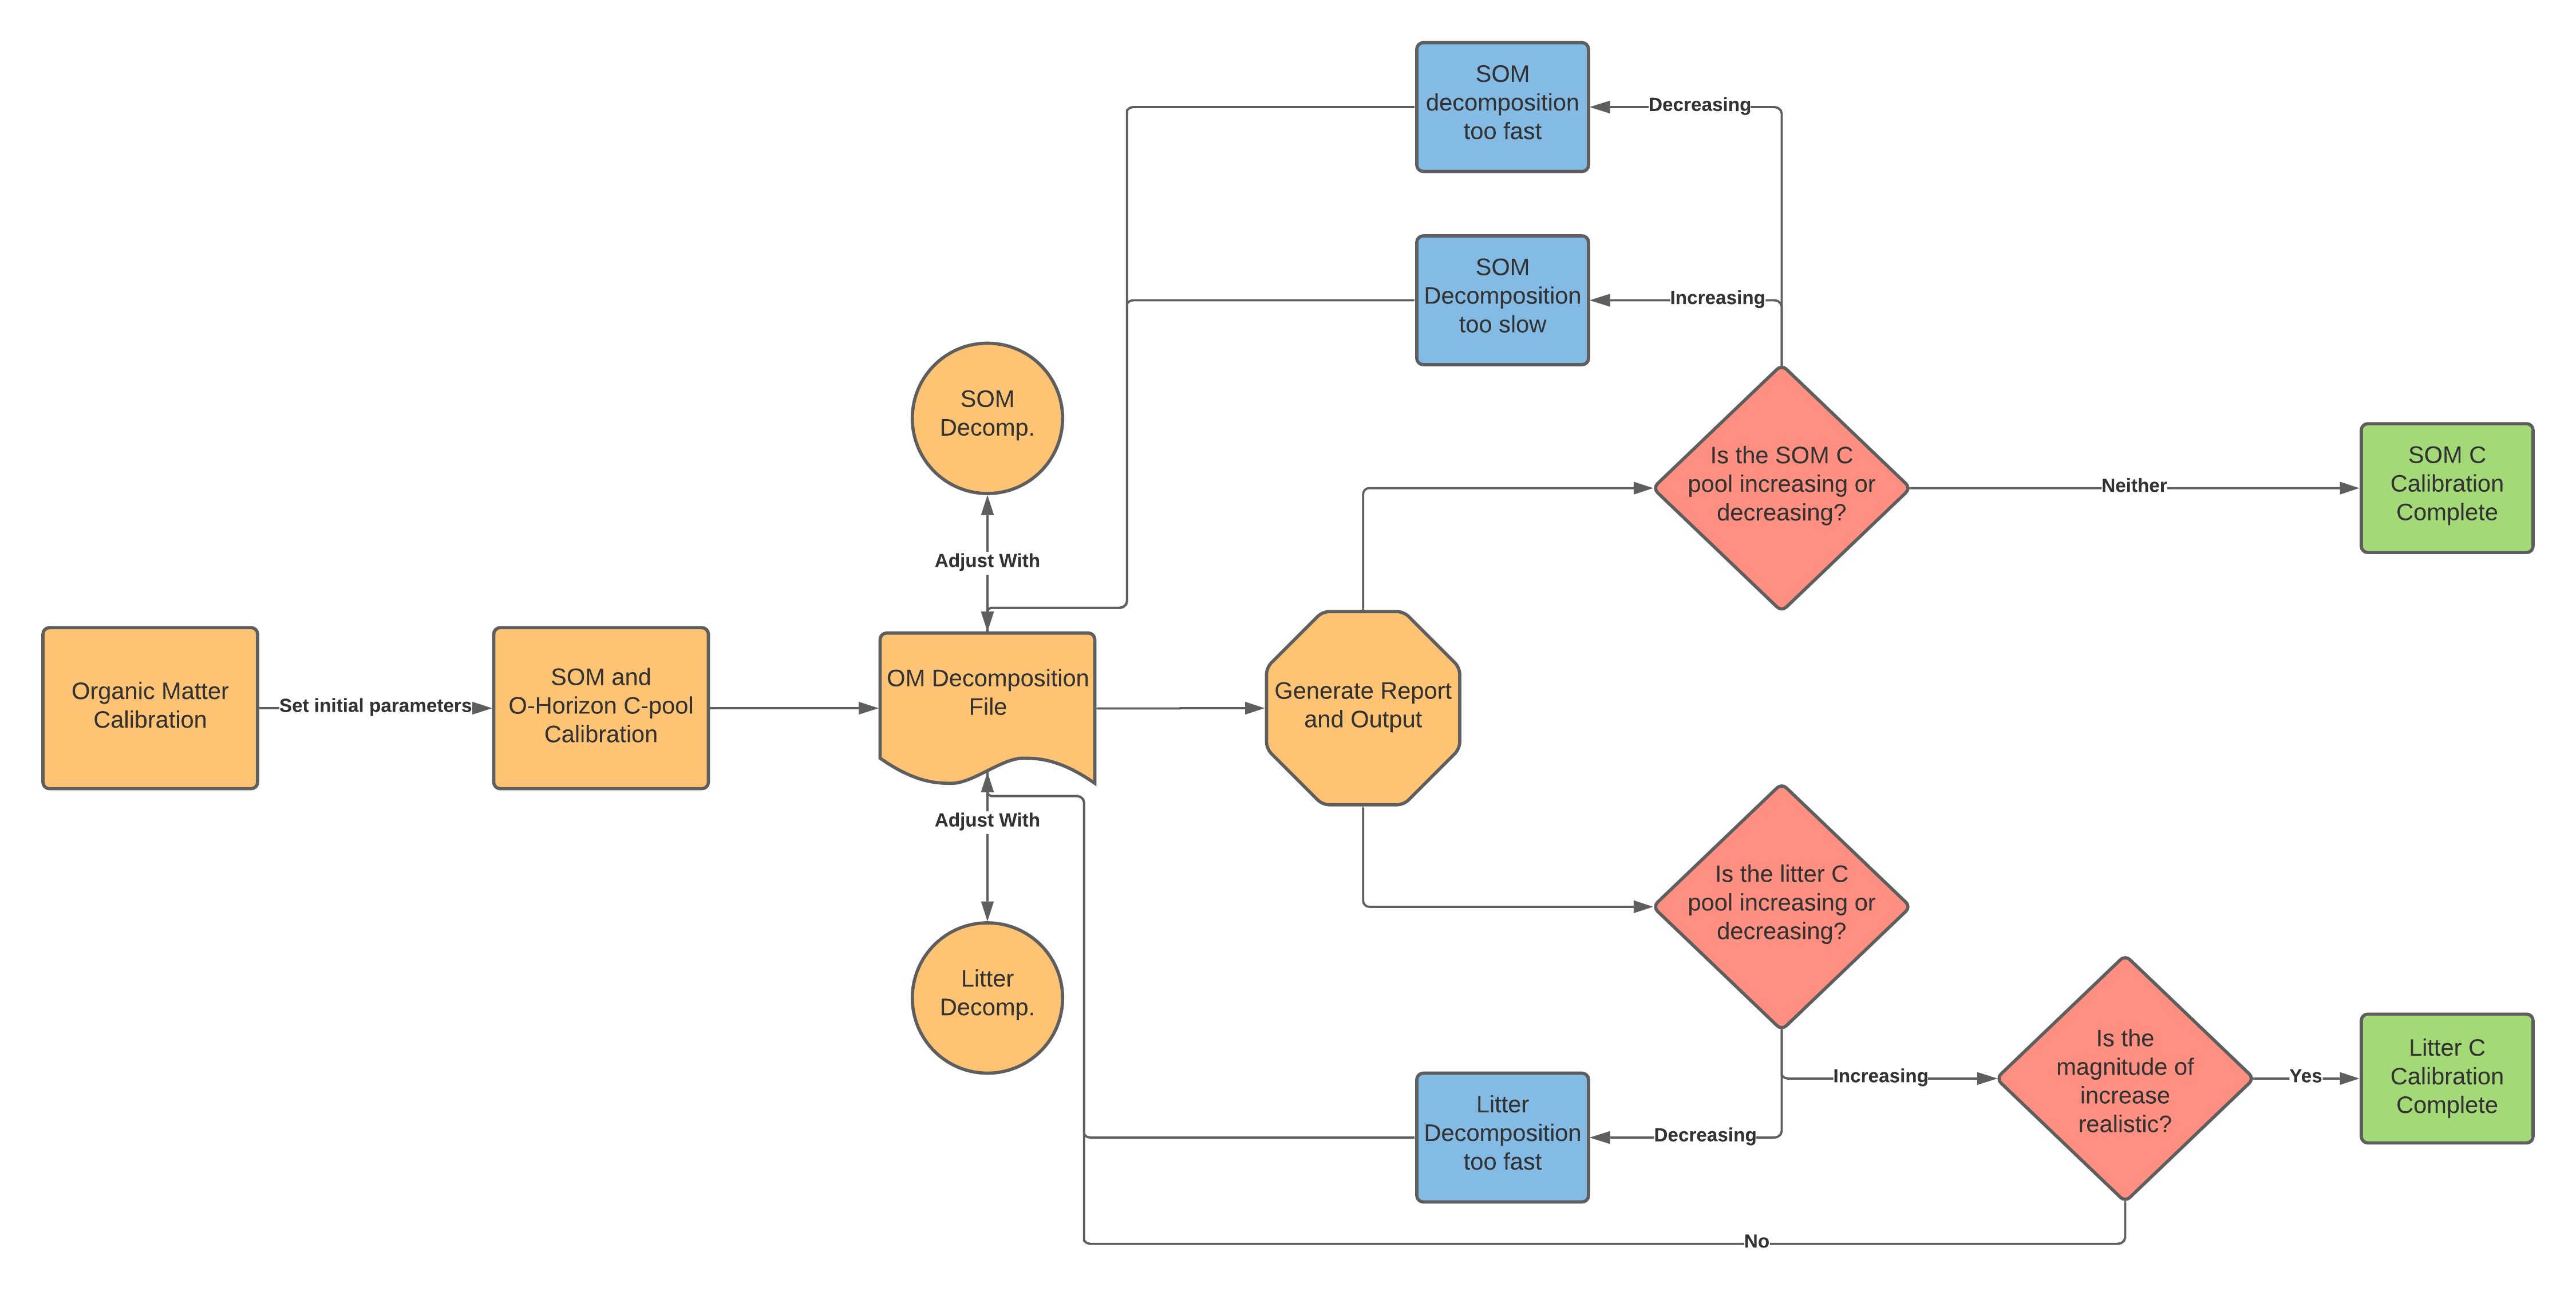 SOM
decomposition
too fast
Decreasing
SOM
Decomposition
too slow
Increasing
SOM
Decomp.
Is the SOM C
pool increasing or
decreasing?
Neither
SOM C
Calibration
Complete
Adjust With
Organic Matter
Calibration
Set initial parameters
SOM and
O-Horizon C-pool
Calibration
OM Decomposition
File
Generate Report
and Output
Adjust With
Is the litter C
pool increasing or
decreasing?
Litter
Decomp.
Increasing
Is the
magnitude of
increase
realistic?
Yes
Litter C
Calibration
Complete
Litter
Decomposition
too fast
Decreasing
No